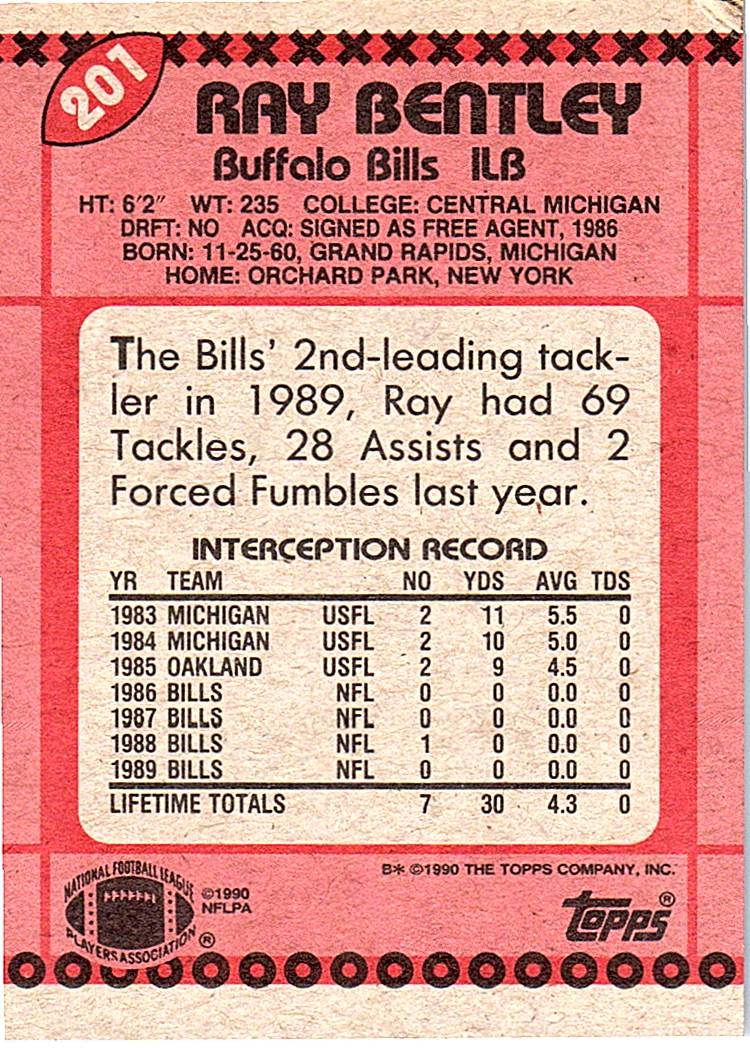 201
RAY BENTLEY
Buffalo Bills ILB
HT: 6'2" WT: 235 COLLEGE: CENTRAL MICHIGAN
DRFT: NO ACQ: SIGNED AS FREE AGENT, 1986
BORN: 11-25-60, GRAND RAPIDS, MICHIGAN
HOME: ORCHARD PARK, NEW YORK
The Bills' 2nd-leading tack-
ler in 1989, Ray had 69
Tackles, 28 Assists and 2
Forced Fumbles last year.
INTERCEPTION RECORD
YR TEAM NO YDS AVG TDS
1983 MICHIGAN USFL 2 11 5.5 0
1984 MICHIGAN USFL 2 10 5.0 0
1985 OAKLAND USFL 2 9 4.5 0
1986 BILLS NFL 0 0 0.0 0
1987 BILLS NFL 0 0 0.0 0
1988 BILLS NFL 1 0 0.0 0
1989 BILLS NFL 0 0 0.0 0
LIFETIME TOTALS 7 30 4.3 0
NATIONAL FOOTBALL LEAGUE
PLAYERS ASSOCIATION ®
©1990
NFLPA
B* ©1990 THE TOPPS COMPANY, INC.
topps®